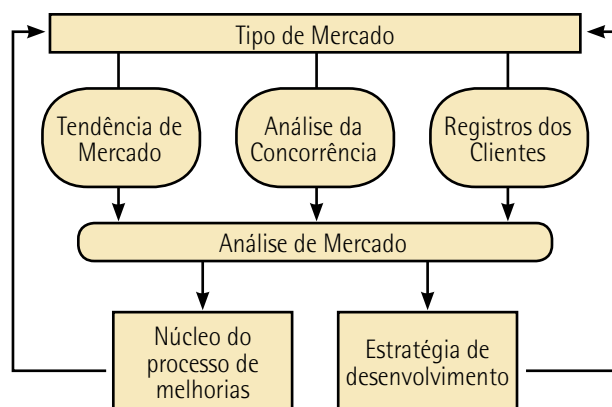 Tipo de Mercado
Tendência de
Mercado
Análise da
Concorrência
Registros dos
Clientes
Análise de Mercado
Núcleo do
processo de
melhorias
Estratégia de
desenvolvimento